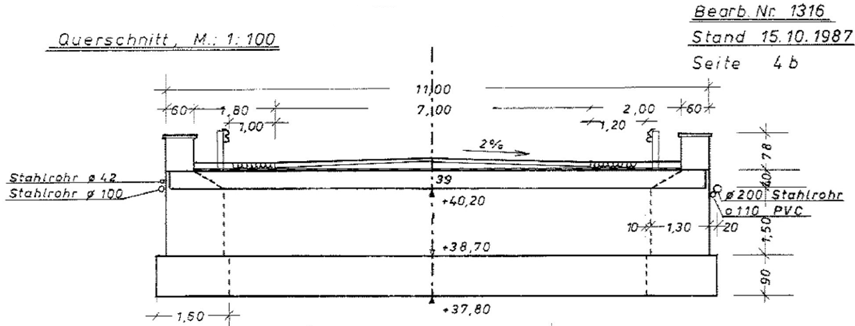 Bearb. Nr. 1316
Querschnitt, M.: 1:100
Stand 15.10.1987
Seite 4b
11,00
60 1,80 7,00 2,00 60
1,00 1,20
2%
78
Stahlrohr ø 42
Stahlrohr ø 100
39
40
ø 200 Stahlrohr
ø 110 PVC
+40,20
10 1,30 20
1,50
+38,70
90
+37,80
1,50